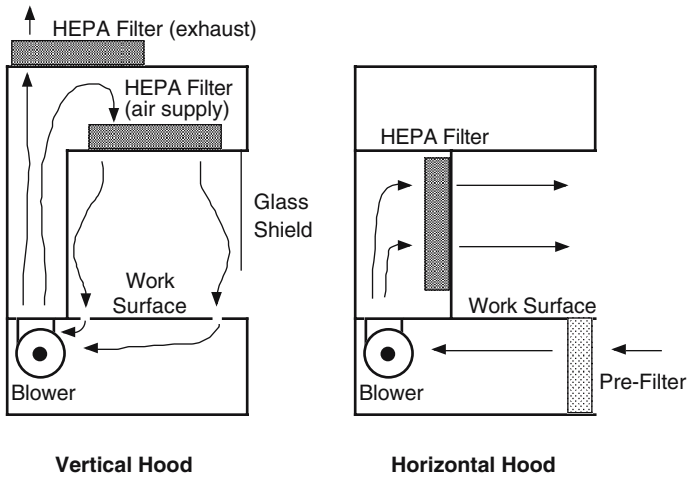 HEPA Filter (exhaust)
HEPA Filter
(air supply)
Glass
Shield
Work
Surface
Blower
Vertical Hood
HEPA Filter
Work Surface
Blower
Pre-Filter
Horizontal Hood